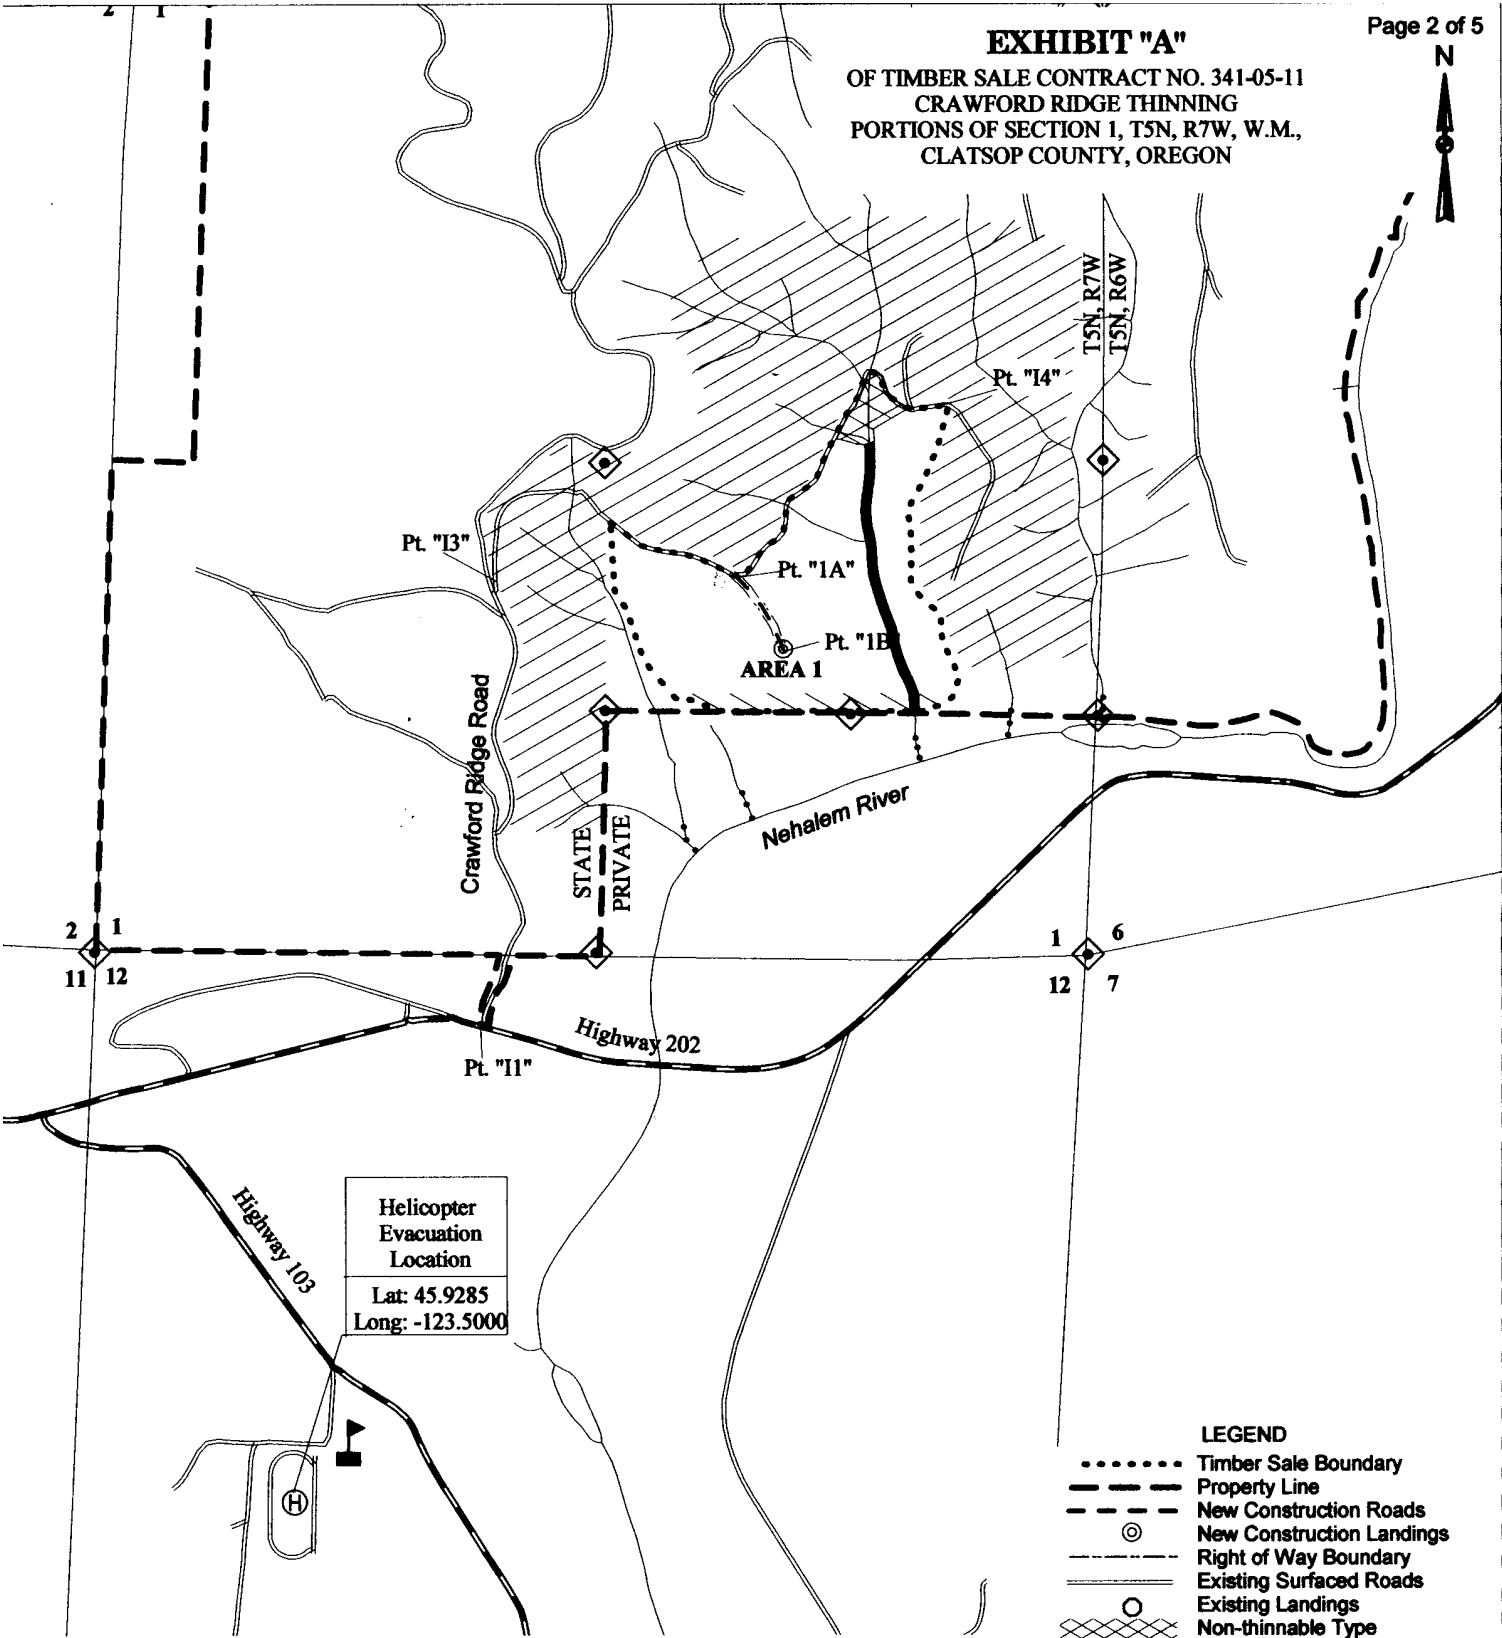 Page 2 of 5
2 1
EXHIBIT "A"
OF TIMBER SALE CONTRACT NO. 341-05-11
CRAWFORD RIDGE THINNING
PORTIONS OF SECTION 1, T5N, R7W, W.M.,
CLATSOP COUNTY, OREGON
N
T5N, R7W
T5N, R6W
Pt. "I4"
Pt. "I3"
Pt. "1A"
Pt. "1B
AREA 1
Crawford Ridge Road
Nehalem River
STATE
PRIVATE
2 1
11 12
1 6
12 7
Highway 202
Pt. "I1"
Highway 103
Helicopter
Evacuation
Location
Lat: 45.9285
Long: -123.5000
H
LEGEND
Timber Sale Boundary
Property Line
New Construction Roads
New Construction Landings
Right of Way Boundary
Existing Surfaced Roads
Existing Landings
Non-thinnable Type